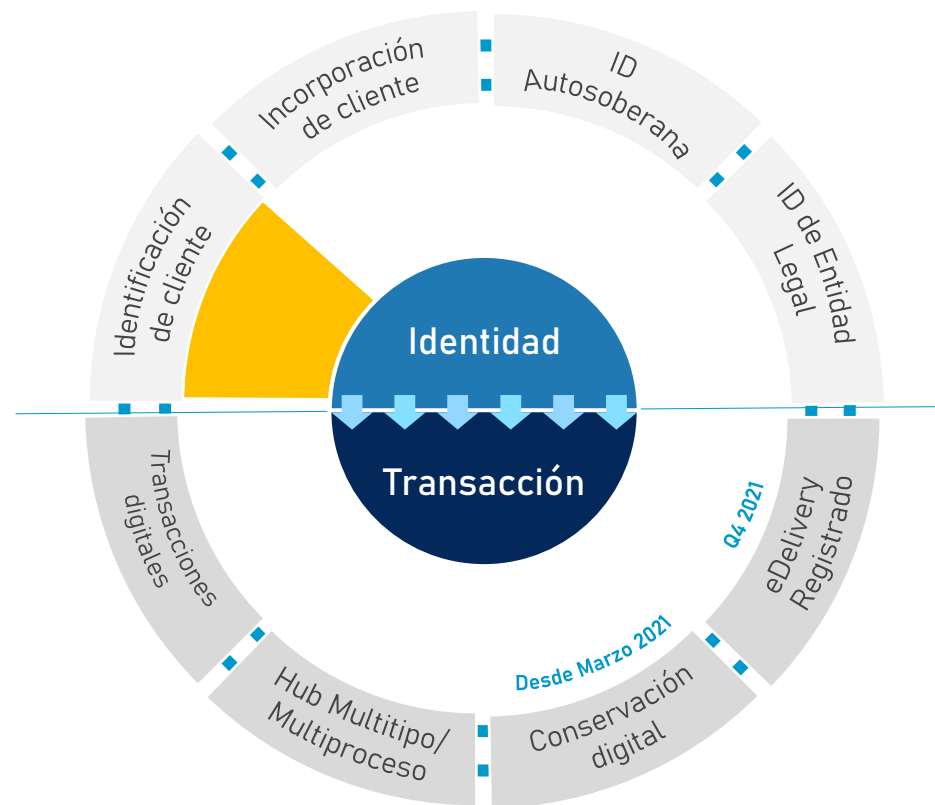 Incorporación
de cliente
ID
Autosoberana
Identificación
de cliente
ID de Entidad
Legal
Identidad
Transacción
Transacciones
digitales
Q4 2021
eDelivery
Registrado
Desde Marzo 2021
Hub Multitipo/
Multiproceso
Conservación
digital